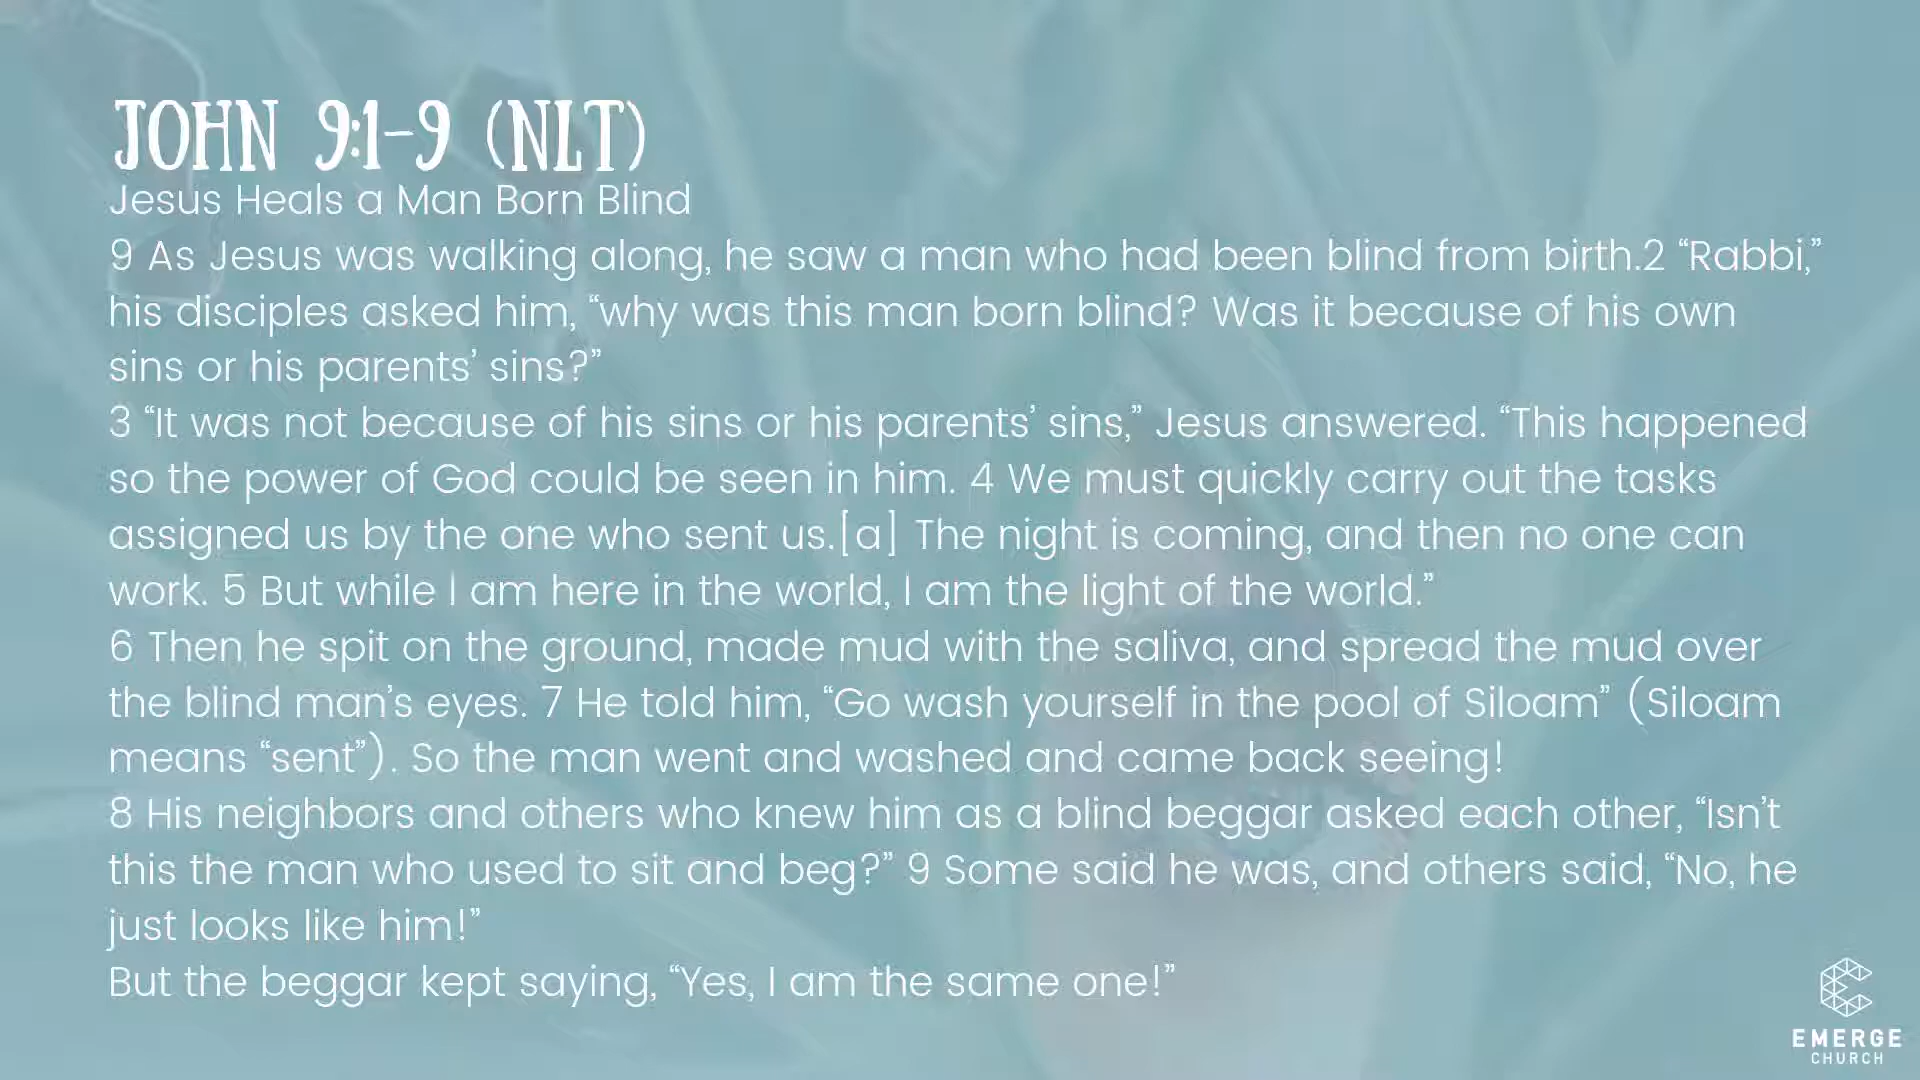 JOHN 9:1-9 (NLT)
Jesus Heals a Man Born Blind
9 As Jesus was walking along, he saw a man who had been blind from birth.2 “Rabbi,”
his disciples asked him, “why was this man born blind? Was it because of his own
sins or his parents’ sins?”
3 “It was not because of his sins or his parents’ sins,” Jesus answered. “This happened
so the power of God could be seen in him. 4 We must quickly carry out the tasks
assigned us by the one who sent us.[a] The night is coming, and then no one can
work. 5 But while I am here in the world, I am the light of the world.”
6 Then he spit on the ground, made mud with the saliva, and spread the mud over
the blind man’s eyes. 7 He told him, “Go wash yourself in the pool of Siloam” (Siloam
means “sent”). So the man went and washed and came back seeing!
8 His neighbors and others who knew him as a blind beggar asked each other, “Isn’t
this the man who used to sit and beg?” 9 Some said he was, and others said, “No, he
just looks like him!”
But the beggar kept saying, “Yes, I am the same one!”
EMERGE
CHURCH